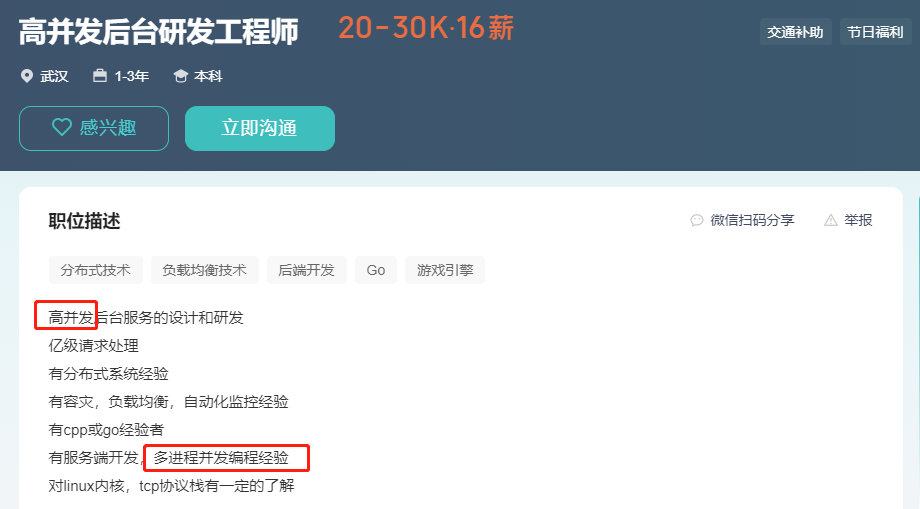 高并发后台研发工程师 20-30K·16薪 交通补助 节日福利
武汉 1-3年 本科
感兴趣 立即沟通
职位描述 微信扫码分享 举报
分布式技术 负载均衡技术 后端开发 Go 游戏引擎
高并发后台服务的设计和研发
亿级请求处理
有分布式系统经验
有容灾，负载均衡，自动化监控经验
有cpp或go经验者
有服务端开发，多进程并发编程经验
对linux内核，tcp协议栈有一定的了解